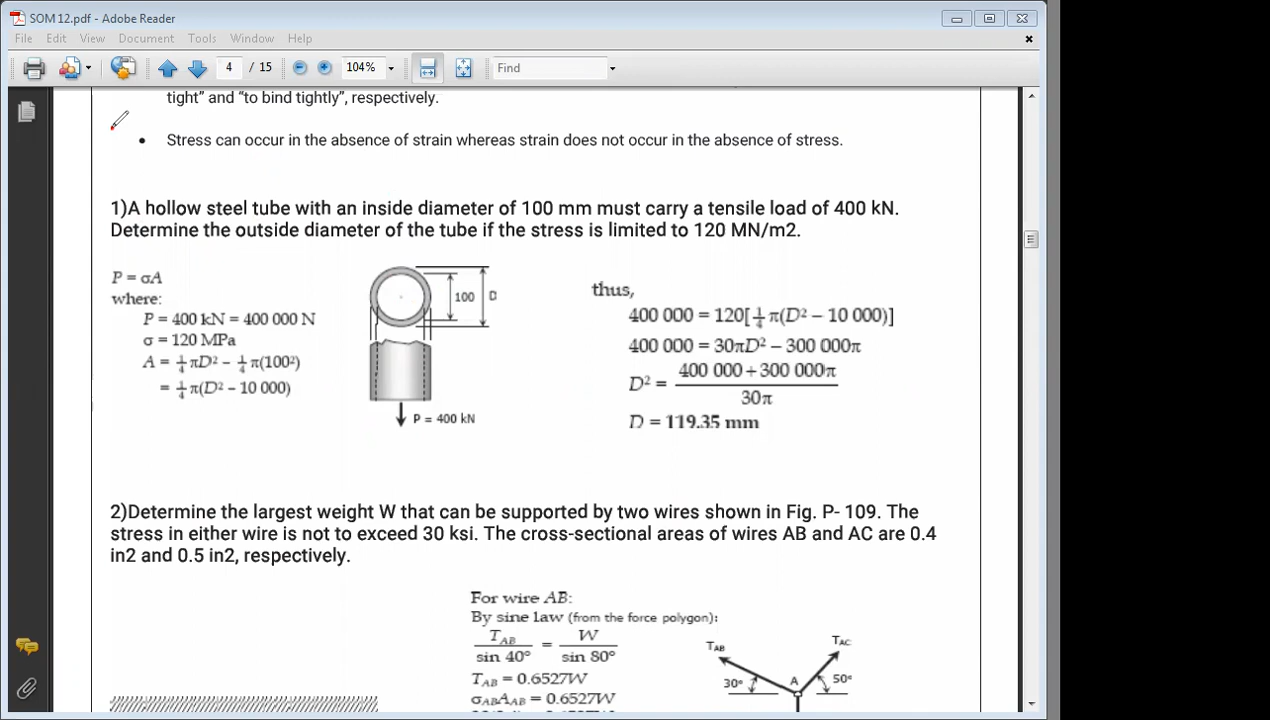 SOM 12.pdf - Adobe Reader
File Edit View Document Tools Window Help
4 / 15 104% Find
tight” and “to bind tightly”, respectively.
• Stress can occur in the absence of strain whereas strain does not occur in the absence of stress.
1)A hollow steel tube with an inside diameter of 100 mm must carry a tensile load of 400 kN.
Determine the outside diameter of the tube if the stress is limited to 120 MN/m2.
P = σA
where:
P = 400 kN = 400 000 N
σ = 120 MPa
A = ¼ πD² − ¼ π(100²)
= ¼ π(D² − 10 000)
100 D
P = 400 kN
thus,
400 000 = 120[¼ π(D² − 10 000)]
400 000 = 30πD² − 300 000π
D² = 400 000 + 300 000π
30π
D = 119.35 mm
2)Determine the largest weight W that can be supported by two wires shown in Fig. P- 109. The
stress in either wire is not to exceed 30 ksi. The cross-sectional areas of wires AB and AC are 0.4
in2 and 0.5 in2, respectively.
For wire AB:
By sine law (from the force polygon):
T_AB / sin 40° = W / sin 80°
T_AB = 0.6527W
σ_AB A_AB = 0.6527W
T_AB T_AC
30° A 50°